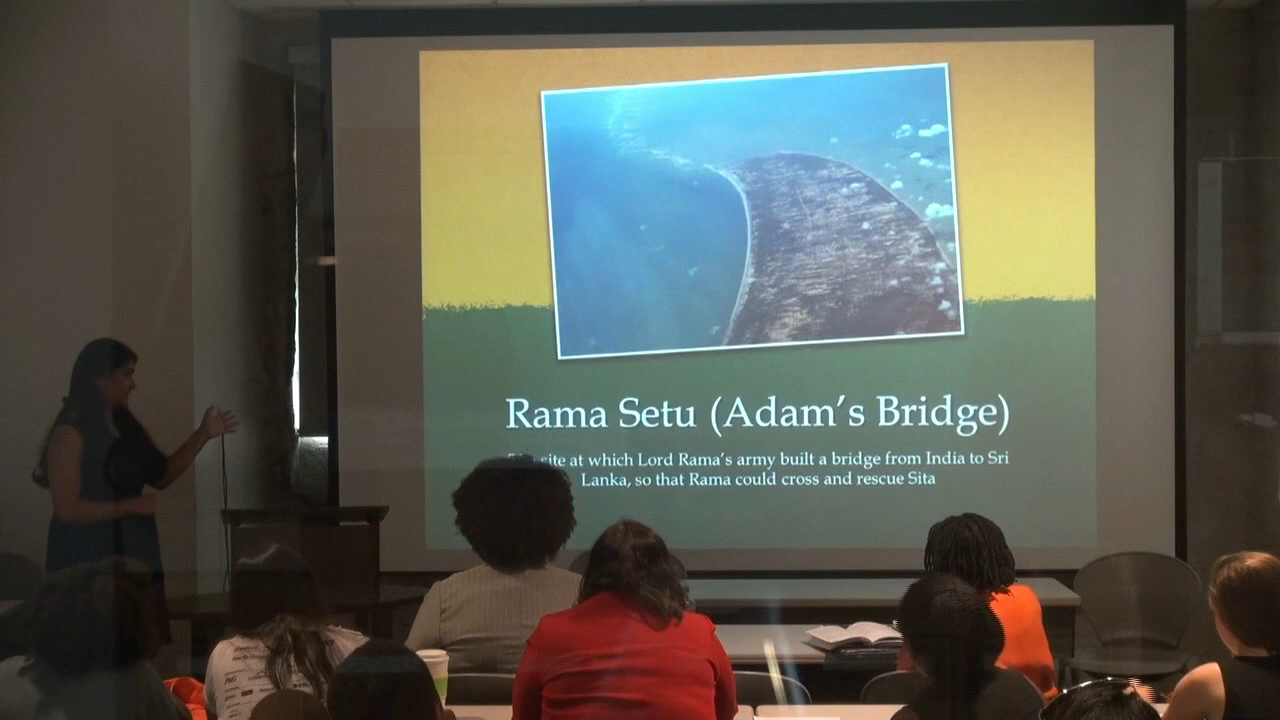 Rama Setu (Adam's Bridge)
site at which Lord Rama's army built a bridge from India to Sri
Lanka, so that Rama could cross and rescue Sita